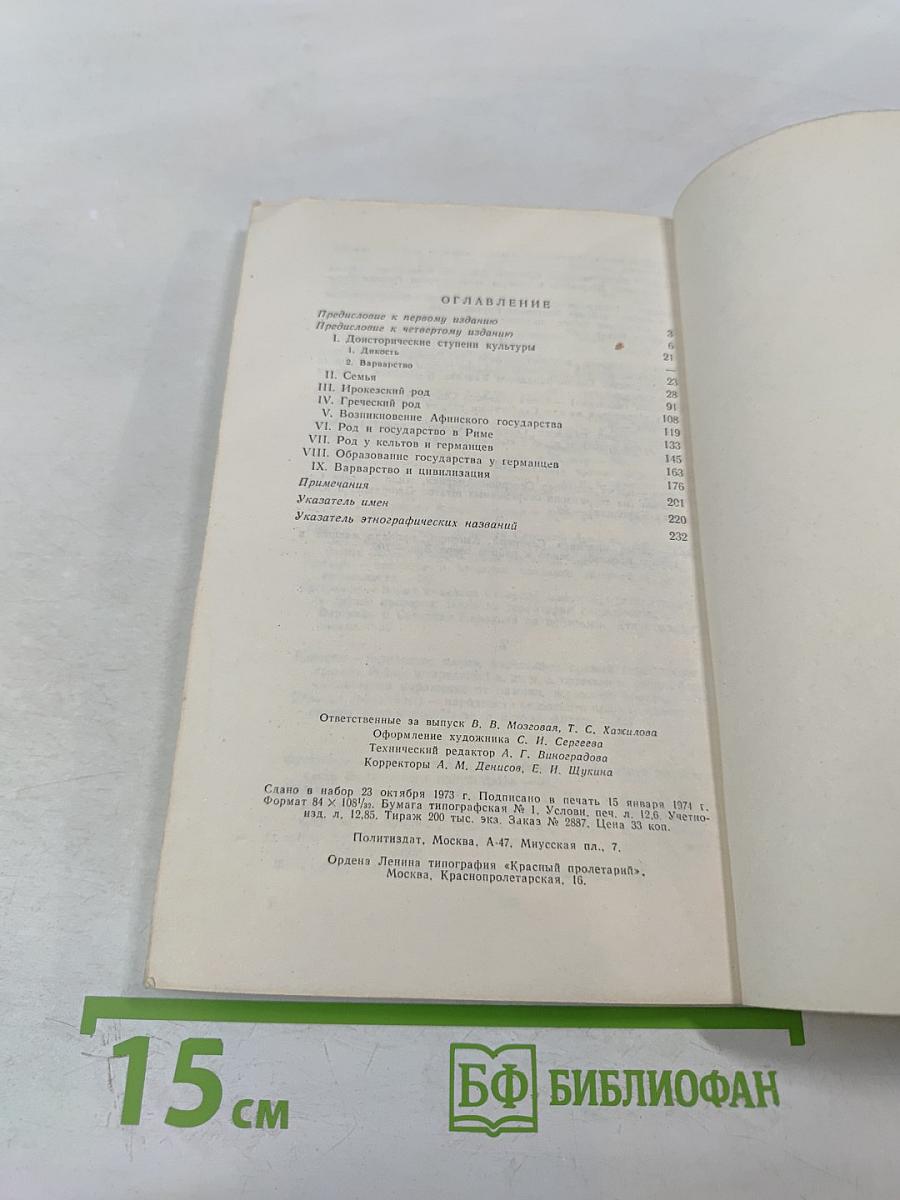 ОГЛАВЛЕНИЕ
Предисловие к первому изданию 3
Предисловие к четвертому изданию 6
I. Доисторические ступени культуры 21
1. Дикость —
2. Варварство 23
II. Семья 28
III. Ирокезский род 91
IV. Греческий род 108
V. Возникновение Афинского государства 119
VI. Род и государство в Риме 133
VII. Род у кельтов и германцев 145
VIII. Образование государства у германцев 163
IX. Варварство и цивилизация 176
Примечания 201
Указатель имен 220
Указатель этнографических названий 232
Ответственные за выпуск В. В. Мозговая, Т. С. Хажилова
Оформление художника С. И. Сергеева
Технический редактор А. Г. Виноградова
Корректоры А. М. Денисов, Е. И. Щукина
Сдано в набор 23 октября 1973 г. Подписано в печать 15 января 1974 г.
Формат 84 × 108 1/32. Бумага типографская № 1. Условн. печ. л. 12,6. Учетно-
изд. л. 12,85. Тираж 200 тыс. экз. Заказ № 2887. Цена 33 коп.
Политиздат, Москва, А-47, Миусская пл., 7.
Ордена Ленина типография «Красный пролетарий».
Москва, Краснопролетарская, 16.
15 см
БФ БИБЛИОФАН